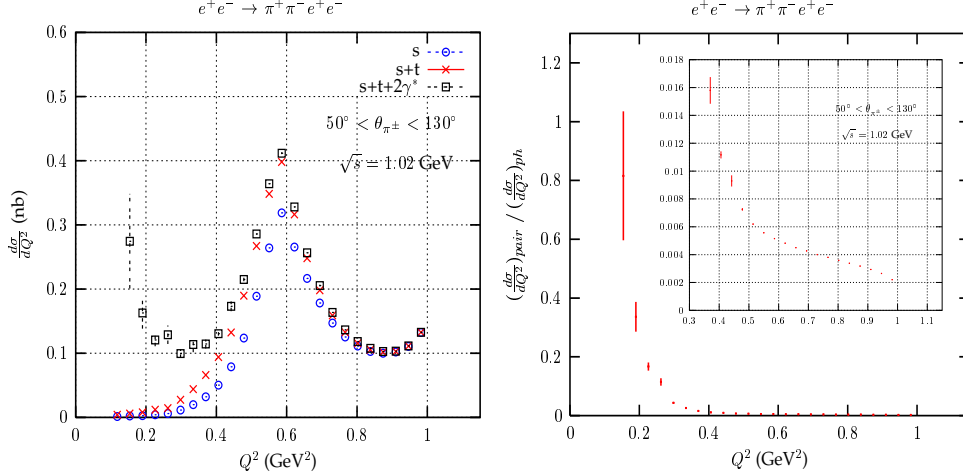 e⁺e⁻ → π⁺π⁻e⁺e⁻
0.6
0.5
0.4
0.3
0.2
0.1
0
dσ/dQ² (nb)
s
s+t
s+t+2γ*
50° < θ_π± < 130°
√s = 1.02 GeV
0 0.2 0.4 0.6 0.8 1
Q² (GeV²)
e⁺e⁻ → π⁺π⁻e⁺e⁻
1.2
1
0.8
0.6
0.4
0.2
0
(dσ/dQ²)pair / (dσ/dQ²)ph
0.018
0.016
0.014
0.012
0.010
0.008
0.006
0.004
0.002
0
50° < θ_π± < 130°
√s = 1.02 GeV
0.3 0.4 0.5 0.6 0.7 0.8 0.9 1 1.1
0 0.2 0.4 0.6 0.8 1
Q² (GeV²)